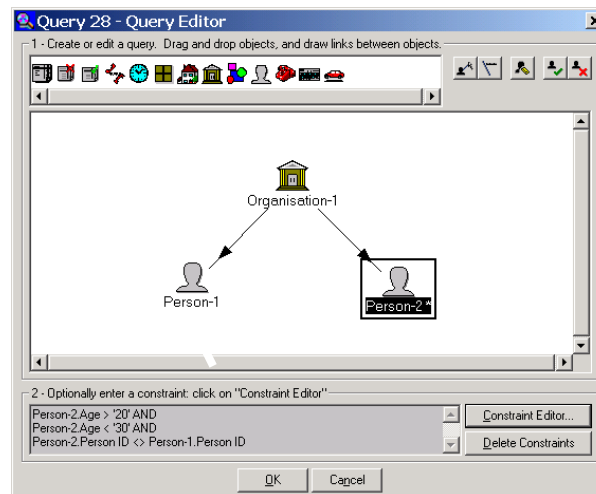 Query 28 - Query Editor
1 - Create or edit a query. Drag and drop objects, and draw links between objects.
Organisation-1
Person-1
Person-2 *
2 - Optionally enter a constraint: click on "Constraint Editor"
Person-2.Age > '20' AND
Person-2.Age < '30' AND
Person-2.Person ID <> Person-1.Person ID
Constraint Editor...
Delete Constraints
OK
Cancel